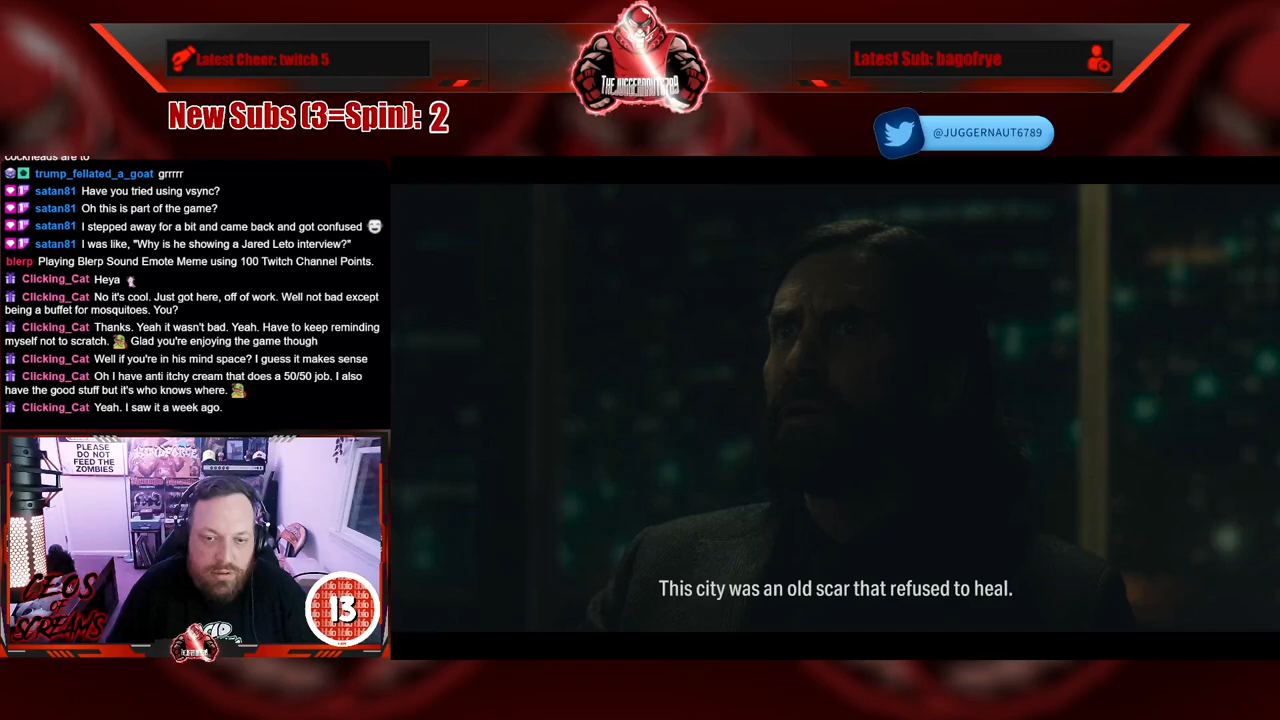 Latest Cheer: twitch 5
THEJUGGERNAUT6789
Latest Sub: bagofrye
New Subs (3=Spin): 2
@JUGGERNAUT6789
cockheads are to
trump_fellated_a_goat grrrrr
satan81 Have you tried using vsync?
satan81 Oh this is part of the game?
satan81 I stepped away for a bit and came back and got confused
satan81 I was like, "Why is he showing a Jared Leto interview?"
blerp Playing Blerp Sound Emote Meme using 100 Twitch Channel Points.
Clicking_Cat Heya
Clicking_Cat No it's cool. Just got here, off of work. Well not bad except
being a buffet for mosquitoes. You?
Clicking_Cat Thanks. Yeah it wasn't bad. Yeah. Have to keep reminding
myself not to scratch. Glad you're enjoying the game though
Clicking_Cat Well if you're in his mind space? I guess it makes sense
Clicking_Cat Oh I have anti itchy cream that does a 50/50 job. I also
have the good stuff but it's who knows where.
Clicking_Cat Yeah. I saw it a week ago.
PLEASE
DO NOT
FEED THE
ZOMBIES
CEOS
OF
SCREAMS
13
This city was an old scar that refused to heal.